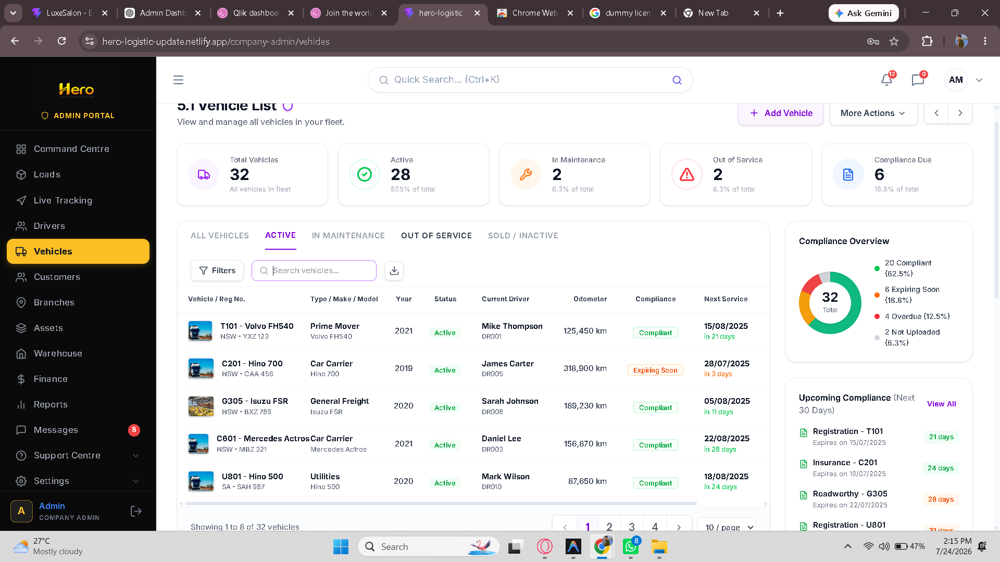 LuxeSalon - E
Admin Dashb
Qlik dashboar
Join the worl
hero-logistic
Chrome Web
dummy licen
New Tab
Ask Gemini
hero-logistic-update.netlify.app/company-admin/vehicles
Hero
ADMIN PORTAL
Command Centre
Loads
Live Tracking
Drivers
Vehicles
Customers
Branches
Assets
Warehouse
Finance
Reports
Messages
8
Support Centre
Settings
A
Admin
COMPANY ADMIN
Quick Search... (Ctrl+K)
12
0
AM
5.1 Vehicle List
View and manage all vehicles in your fleet.
+ Add Vehicle
More Actions
Total Vehicles
32
All vehicles in fleet
Active
28
87.5% of total
In Maintenance
2
6.3% of total
Out of Service
2
6.3% of total
Compliance Due
6
18.8% of total
ALL VEHICLES ACTIVE IN MAINTENANCE OUT OF SERVICE SOLD / INACTIVE
Filters
Search vehicles...
Vehicle / Reg No. Type / Make / Model Year Status Current Driver Odometer Compliance Next Service
T101 - Volvo FH540 Prime Mover 2021 Active Mike Thompson 125,450 km Compliant 15/08/2025
NSW - YXZ 123 Volvo FH540 DR001 in 21 days
C201 - Hino 700 Car Carrier 2019 Active James Carter 318,900 km Expiring Soon 28/07/2025
NSW - CAA 456 Hino 700 DR005 in 3 days
G305 - Isuzu FSR General Freight 2020 Active Sarah Johnson 189,230 km Compliant 05/08/2025
NSW - BXZ 789 Isuzu FSR DR008 in 11 days
C601 - Mercedes Actros Car Carrier 2021 Active Daniel Lee 156,870 km Compliant 22/08/2025
NSW - MBZ 321 Mercedes Actros DR003 in 28 days
U801 - Hino 500 Utilities 2020 Active Mark Wilson 87,650 km Compliant 18/08/2025
SA - SAH 987 Hino 500 DR010 in 24 days
Showing 1 to 8 of 32 vehicles
1 2 3 4
10 / page
Compliance Overview
32
Total
20 Compliant
(62.5%)
6 Expiring Soon
(18.8%)
4 Overdue (12.5%)
2 Not Uploaded
(6.3%)
Upcoming Compliance (Next
30 Days)
View All
Registration - T101
Expires on 15/07/2025
21 days
Insurance - C201
Expires on 18/07/2025
24 days
Roadworthy - G305
Expires on 22/07/2025
28 days
Registration - U801
31 days
27°C
Mostly cloudy
Search
8
47%
2:15 PM
7/24/2026